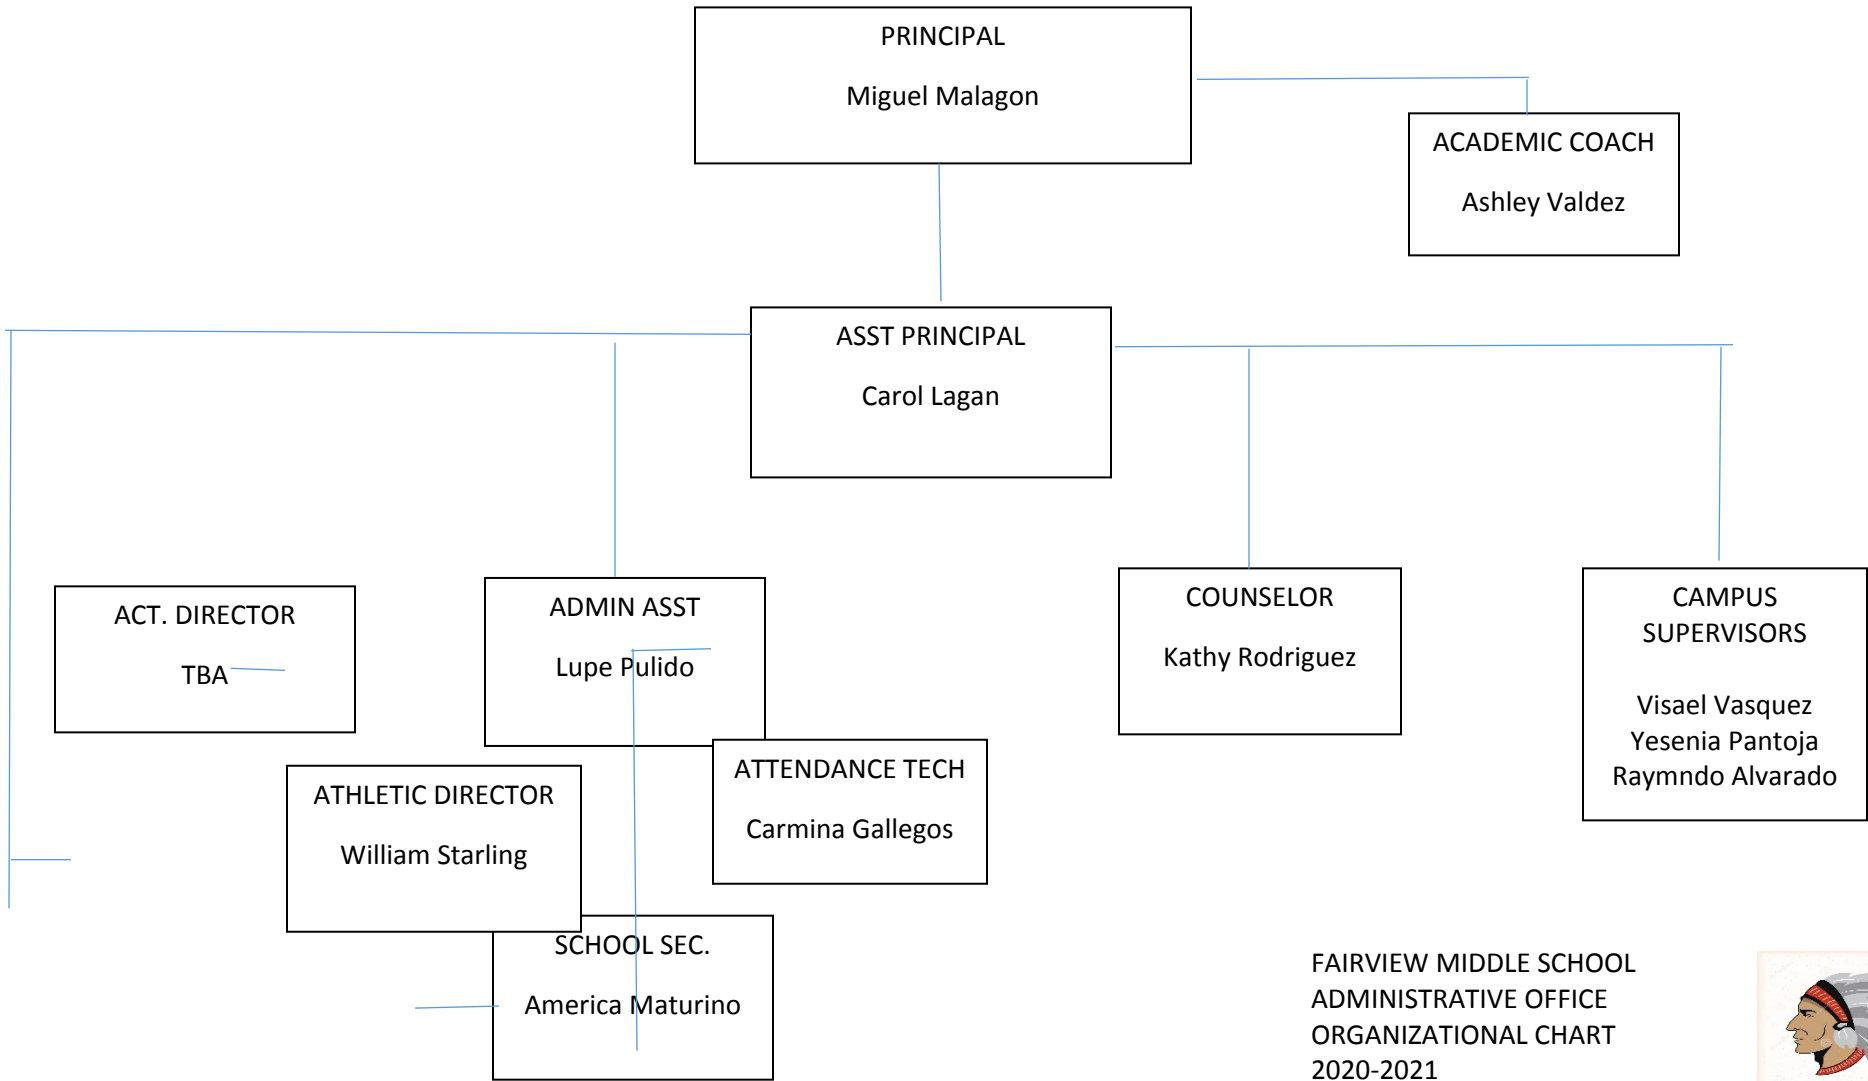 PRINCIPAL
Miguel Malagon
ACADEMIC COACH
Ashley Valdez
ASST PRINCIPAL
Carol Lagan
ACT. DIRECTOR
TBA
ADMIN ASST
Lupe Pulido
COUNSELOR
Kathy Rodriguez
CAMPUS
SUPERVISORS
Visael Vasquez
Yesenia Pantoja
Raymndo Alvarado
ATHLETIC DIRECTOR
William Starling
ATTENDANCE TECH
Carmina Gallegos
SCHOOL SEC.
America Maturino
FAIRVIEW MIDDLE SCHOOL
ADMINISTRATIVE OFFICE
ORGANIZATIONAL CHART
2020-2021